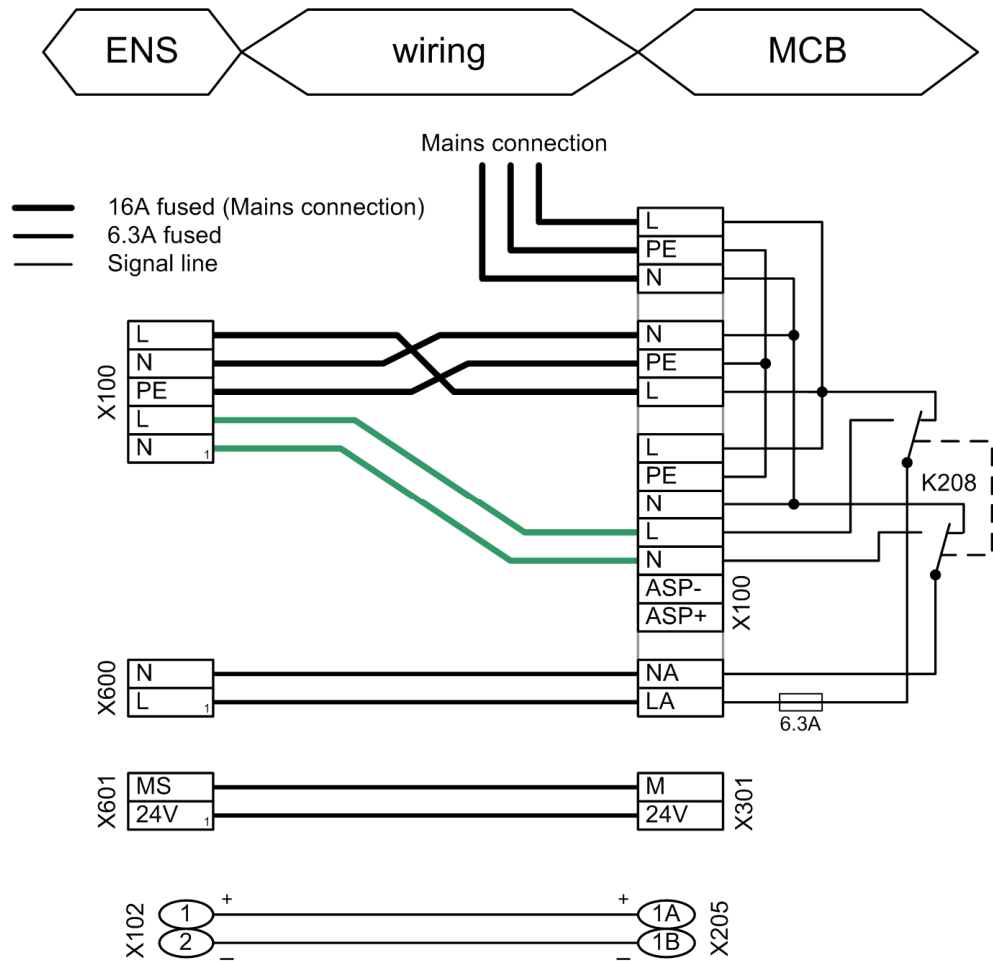 ENS wiring MCB
Mains connection
16A fused (Mains connection)
6.3A fused
Signal line
L
PE
N
X100
L
N
PE
L
N 1
N
PE
L
L
PE
N
L
N
ASP-
ASP+
X100
K208
X600
N
L 1
NA
LA
6.3A
X601
MS
24V 1
M
24V
X301
X102
1 +
2 –
+ 1A
– 1B
X205